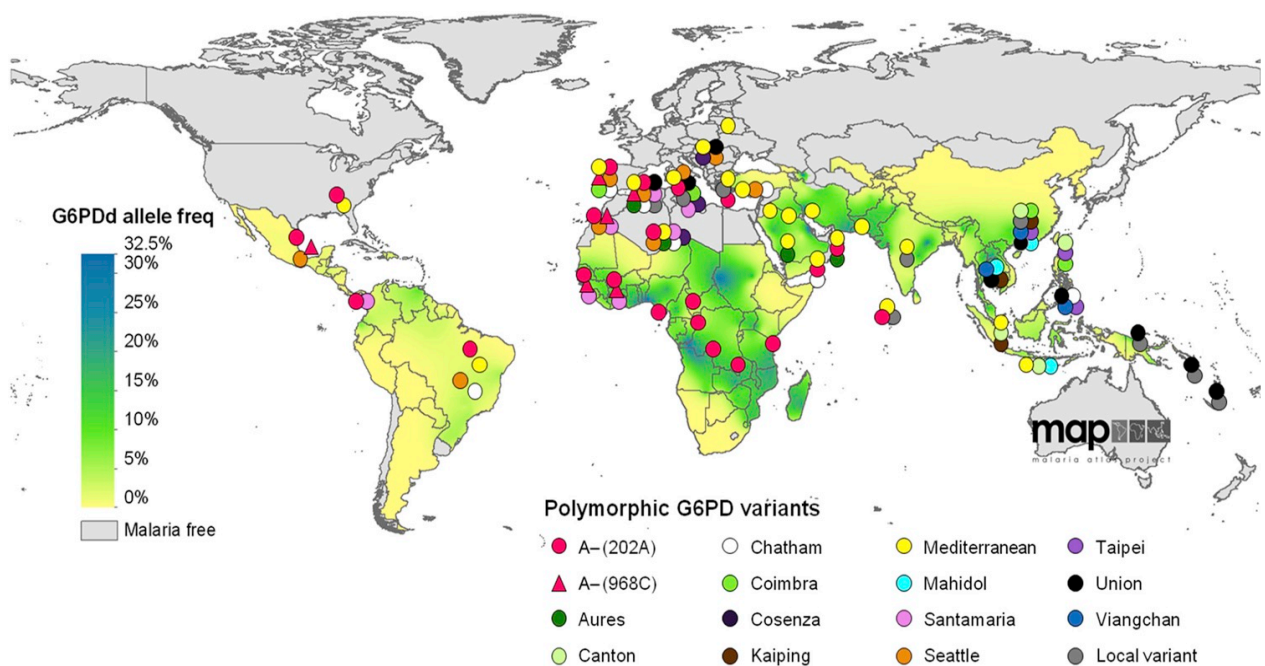 G6PDd allele freq
32.5%
30%
25%
20%
15%
10%
5%
0%
Malaria free
map
malaria atlas project
Polymorphic G6PD variants
A–(202A) Chatham Mediterranean Taipei
A–(968C) Coimbra Mahidol Union
Aures Cosenza Santamaria Viangchan
Canton Kaiping Seattle Local variant